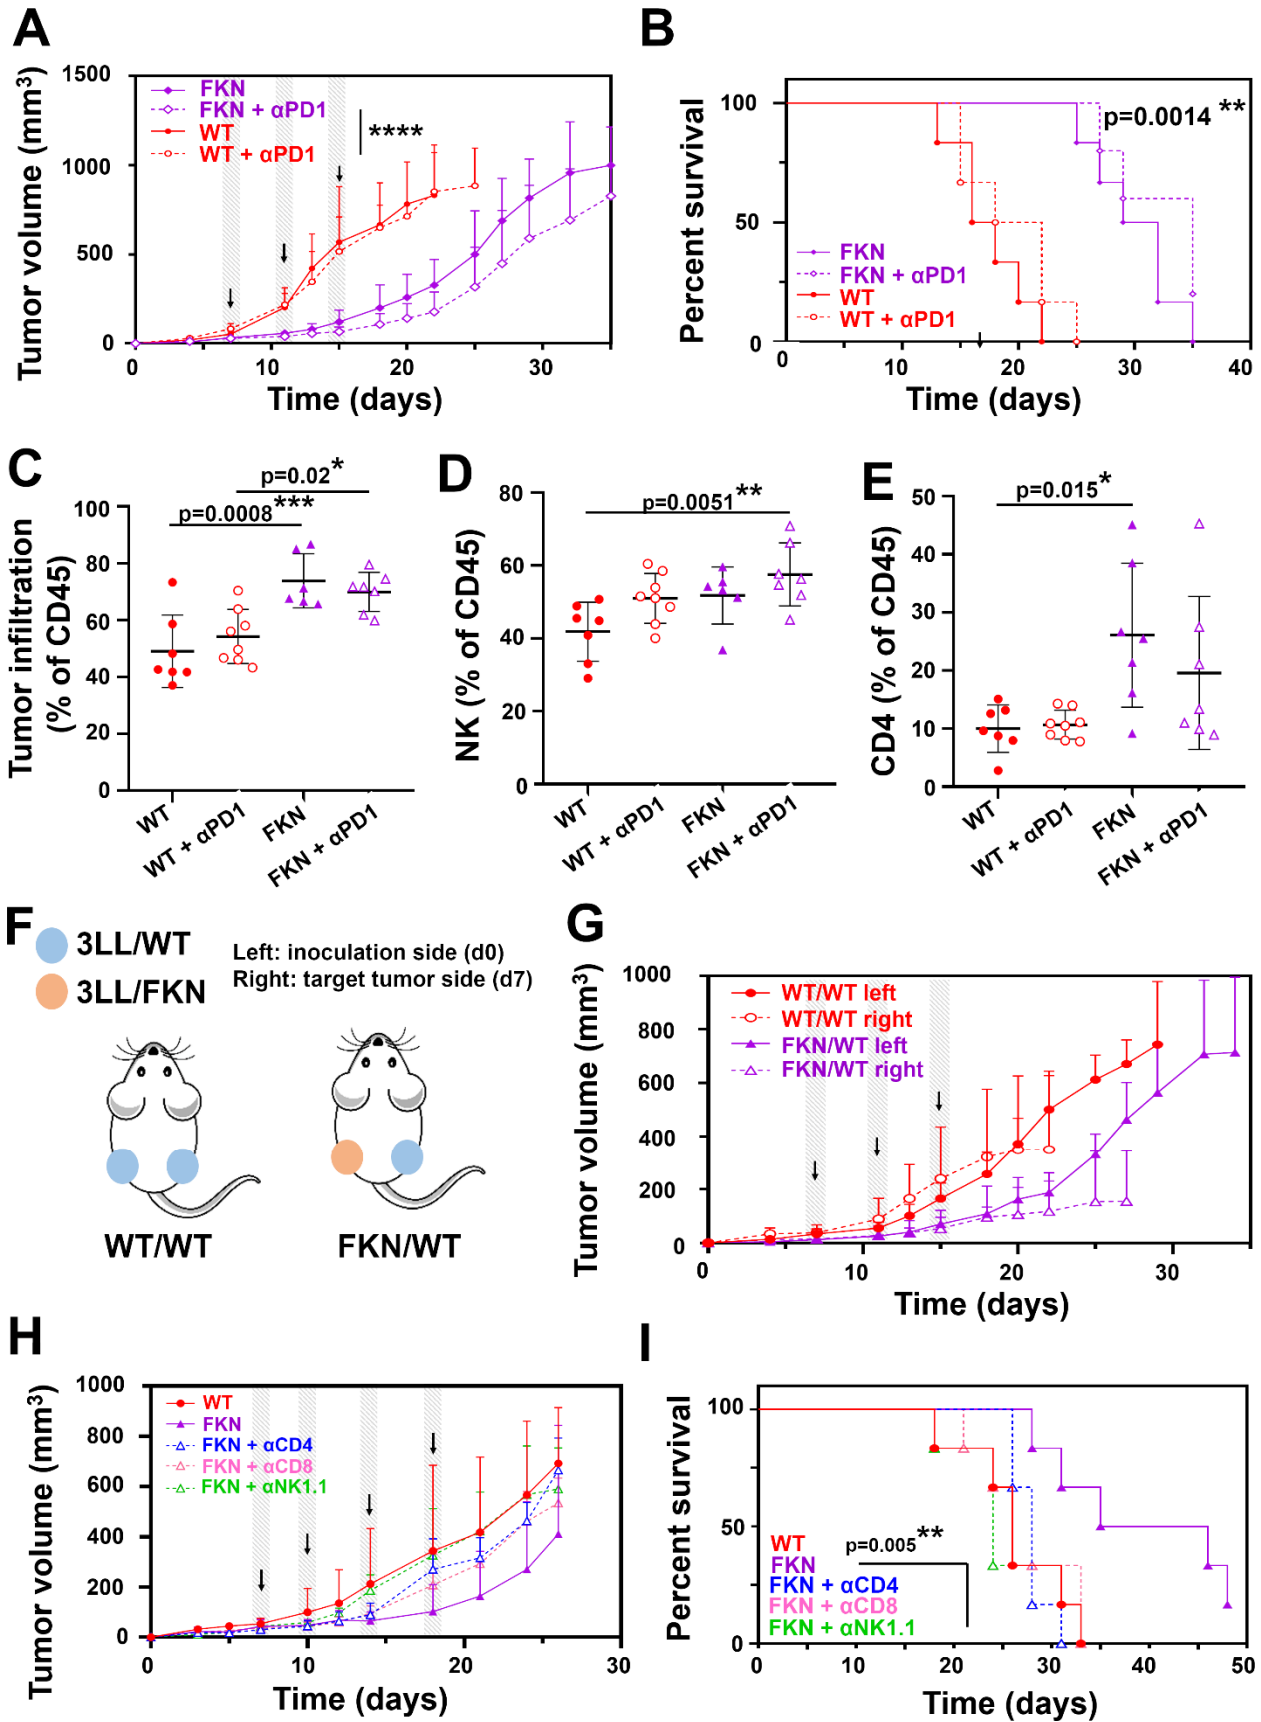 A
Tumor volume (mm³)
1500
1000
500
0
FKN
FKN + αPD1
WT
WT + αPD1
****
0 10 20 30
Time (days)
B
Percent survival
100
50
0
p=0.0014 **
FKN
FKN + αPD1
WT
WT + αPD1
0 10 20 30 40
Time (days)
C
Tumor infiltration
(% of CD45)
100
80
60
40
20
0
p=0.02 *
p=0.0008 ***
WT
WT + αPD1
FKN
FKN + αPD1
D
NK (% of CD45)
80
60
40
20
0
p=0.0051 **
WT
WT + αPD1
FKN
FKN + αPD1
E
CD4 (% of CD45)
50
40
30
20
10
0
p=0.015 *
WT
WT + αPD1
FKN
FKN + αPD1
F
3LL/WT
3LL/FKN
Left: inoculation side (d0)
Right: target tumor side (d7)
WT/WT
FKN/WT
G
Tumor volume (mm³)
1000
800
600
400
200
0
WT/WT left
WT/WT right
FKN/WT left
FKN/WT right
0 10 20 30
Time (days)
H
Tumor volume (mm³)
1000
800
600
400
200
0
WT
FKN
FKN + αCD4
FKN + αCD8
FKN + αNK1.1
0 10 20 30
Time (days)
I
Percent survival
100
50
0
p=0.005 **
WT
FKN
FKN + αCD4
FKN + αCD8
FKN + αNK1.1
0 10 20 30 40 50
Time (days)